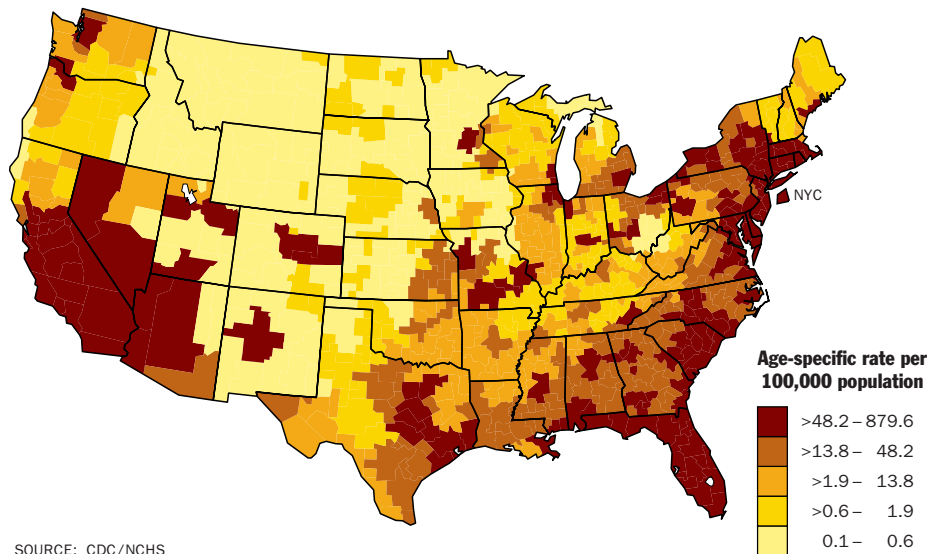 NYC
Age-specific rate per
100,000 population
>48.2 – 879.6
>13.8 – 48.2
>1.9 – 13.8
>0.6 – 1.9
0.1 – 0.6
SOURCE: CDC/NCHS